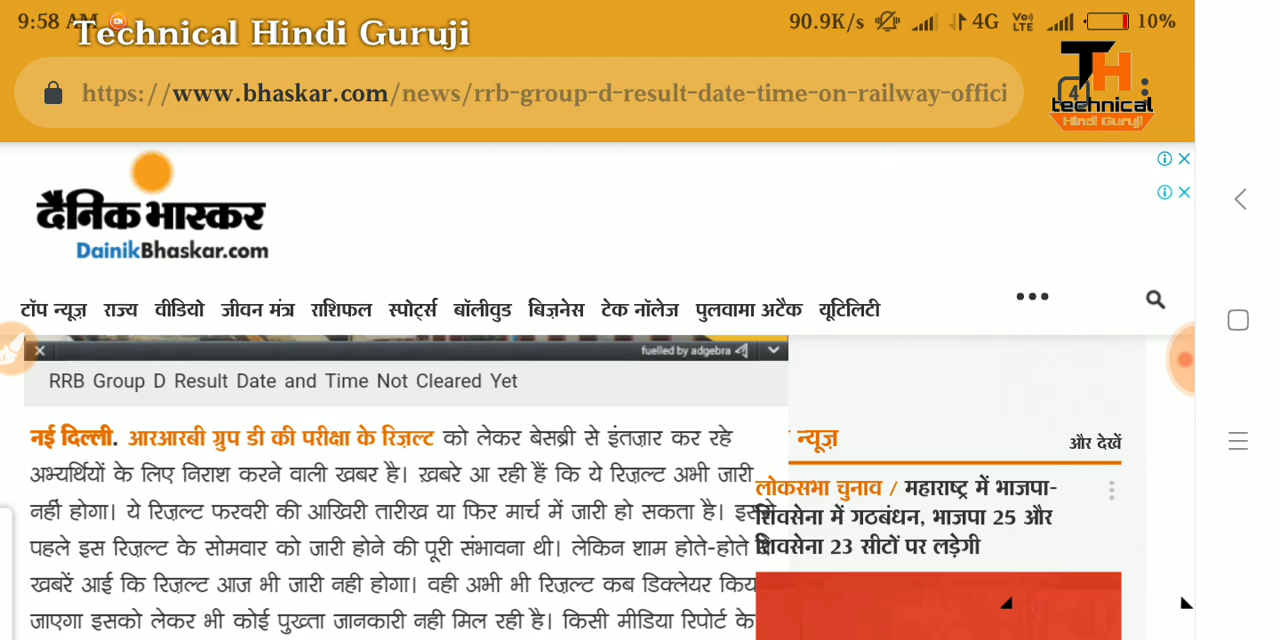 9:58 AM
Technical Hindi Guruji
90.9K/s
4G
Vo))
LTE
10%
https://www.bhaskar.com/news/rrb-group-d-result-date-time-on-railway-offici
4
TH
technical
Hindi Guruji
दैनिक भास्कर
DainikBhaskar.com
टॉप न्यूज़ राज्य वीडियो जीवन मंत्र राशिफल स्पोर्ट्स बॉलीवुड बिज़नेस टेक नॉलेज पुलवामा अटैक यूटिलिटी
fuelled by adgebra
RRB Group D Result Date and Time Not Cleared Yet
नई दिल्ली. आरआरबी ग्रुप डी की परीक्षा के रिज़ल्ट को लेकर बेसब्री से इंतज़ार कर रहे
अभ्यर्थियों के लिए निराश करने वाली खबर है। ख़बरे आ रही हैं कि ये रिज़ल्ट अभी जारी
नहीं होगा। ये रिज़ल्ट फरवरी की आखिरी तारीख या फिर मार्च में जारी हो सकता है।
पहले इस रिज़ल्ट के सोमवार को जारी होने की पूरी संभावना थी। लेकिन शाम होते-होते
खबरें आई कि रिज़ल्ट आज भी जारी नही होगा। वही अभी भी रिज़ल्ट कब डिक्लेयर किय
जाएगा इसको लेकर भी कोई पुख्ता जानकारी नही मिल रही है। किसी मीडिया रिपोर्ट के
न्यूज़
और देखें
लोकसभा चुनाव / महाराष्ट्र में भाजपा-
शिवसेना में गठबंधन, भाजपा 25 और
शिवसेना 23 सीटों पर लड़ेगी